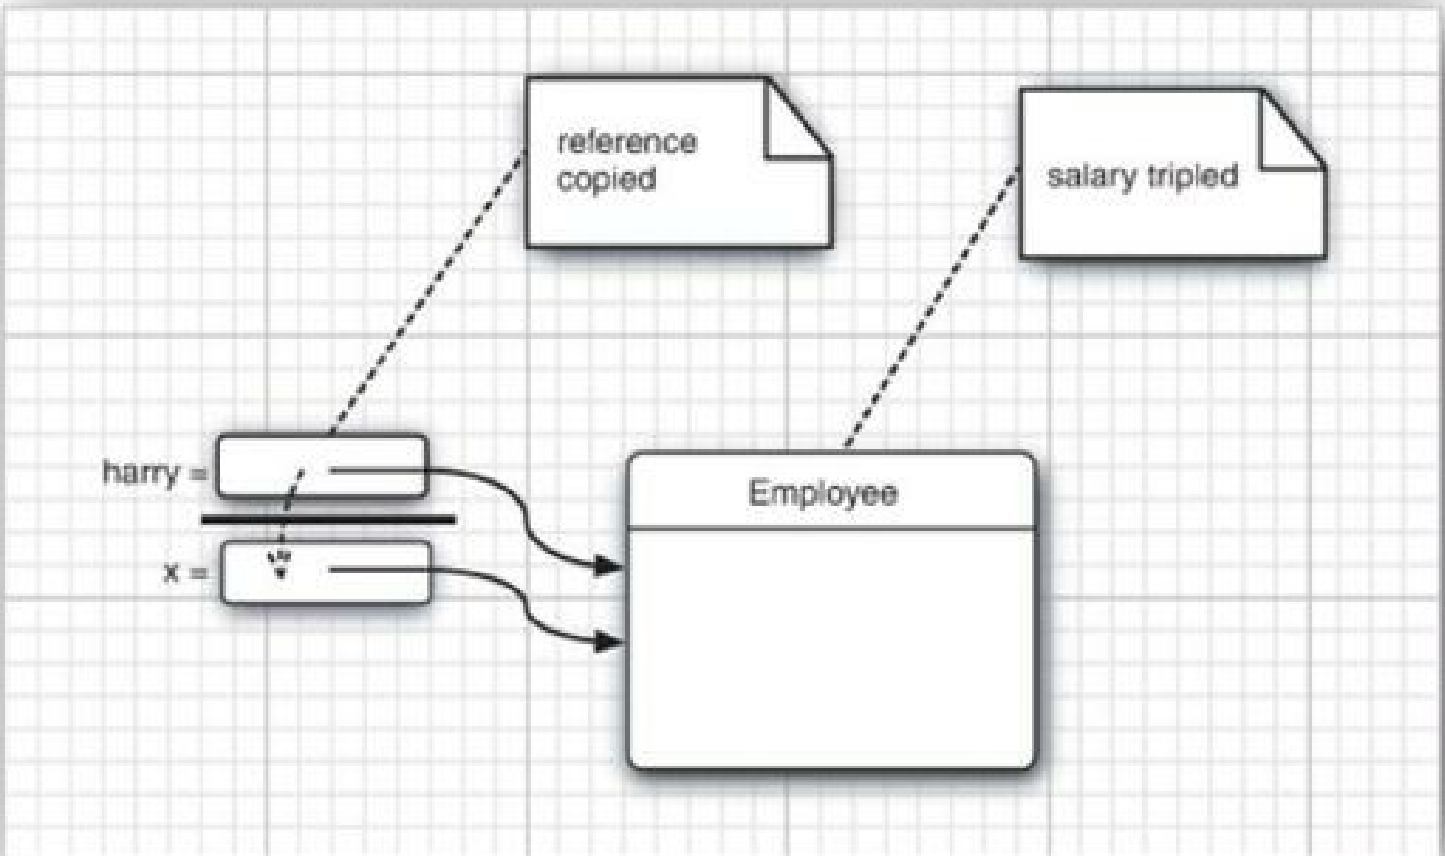 reference
copied
salary tripled
harry =
Employee
x =